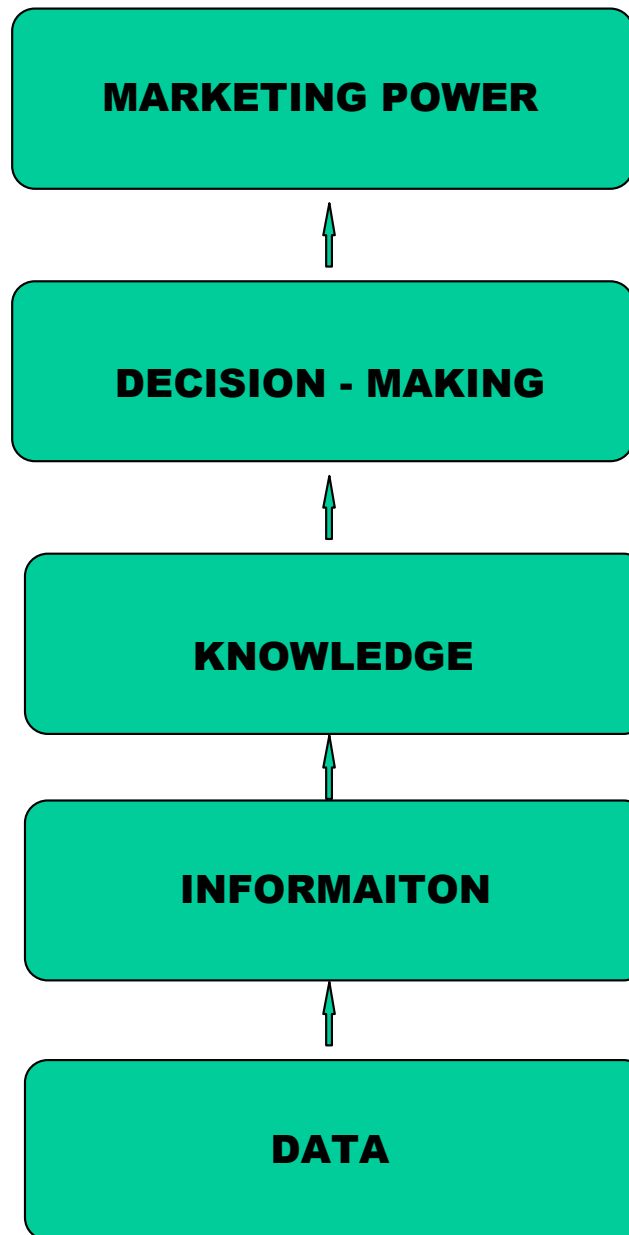 MARKETING POWER
DECISION - MAKING
KNOWLEDGE
INFORMAITON
DATA